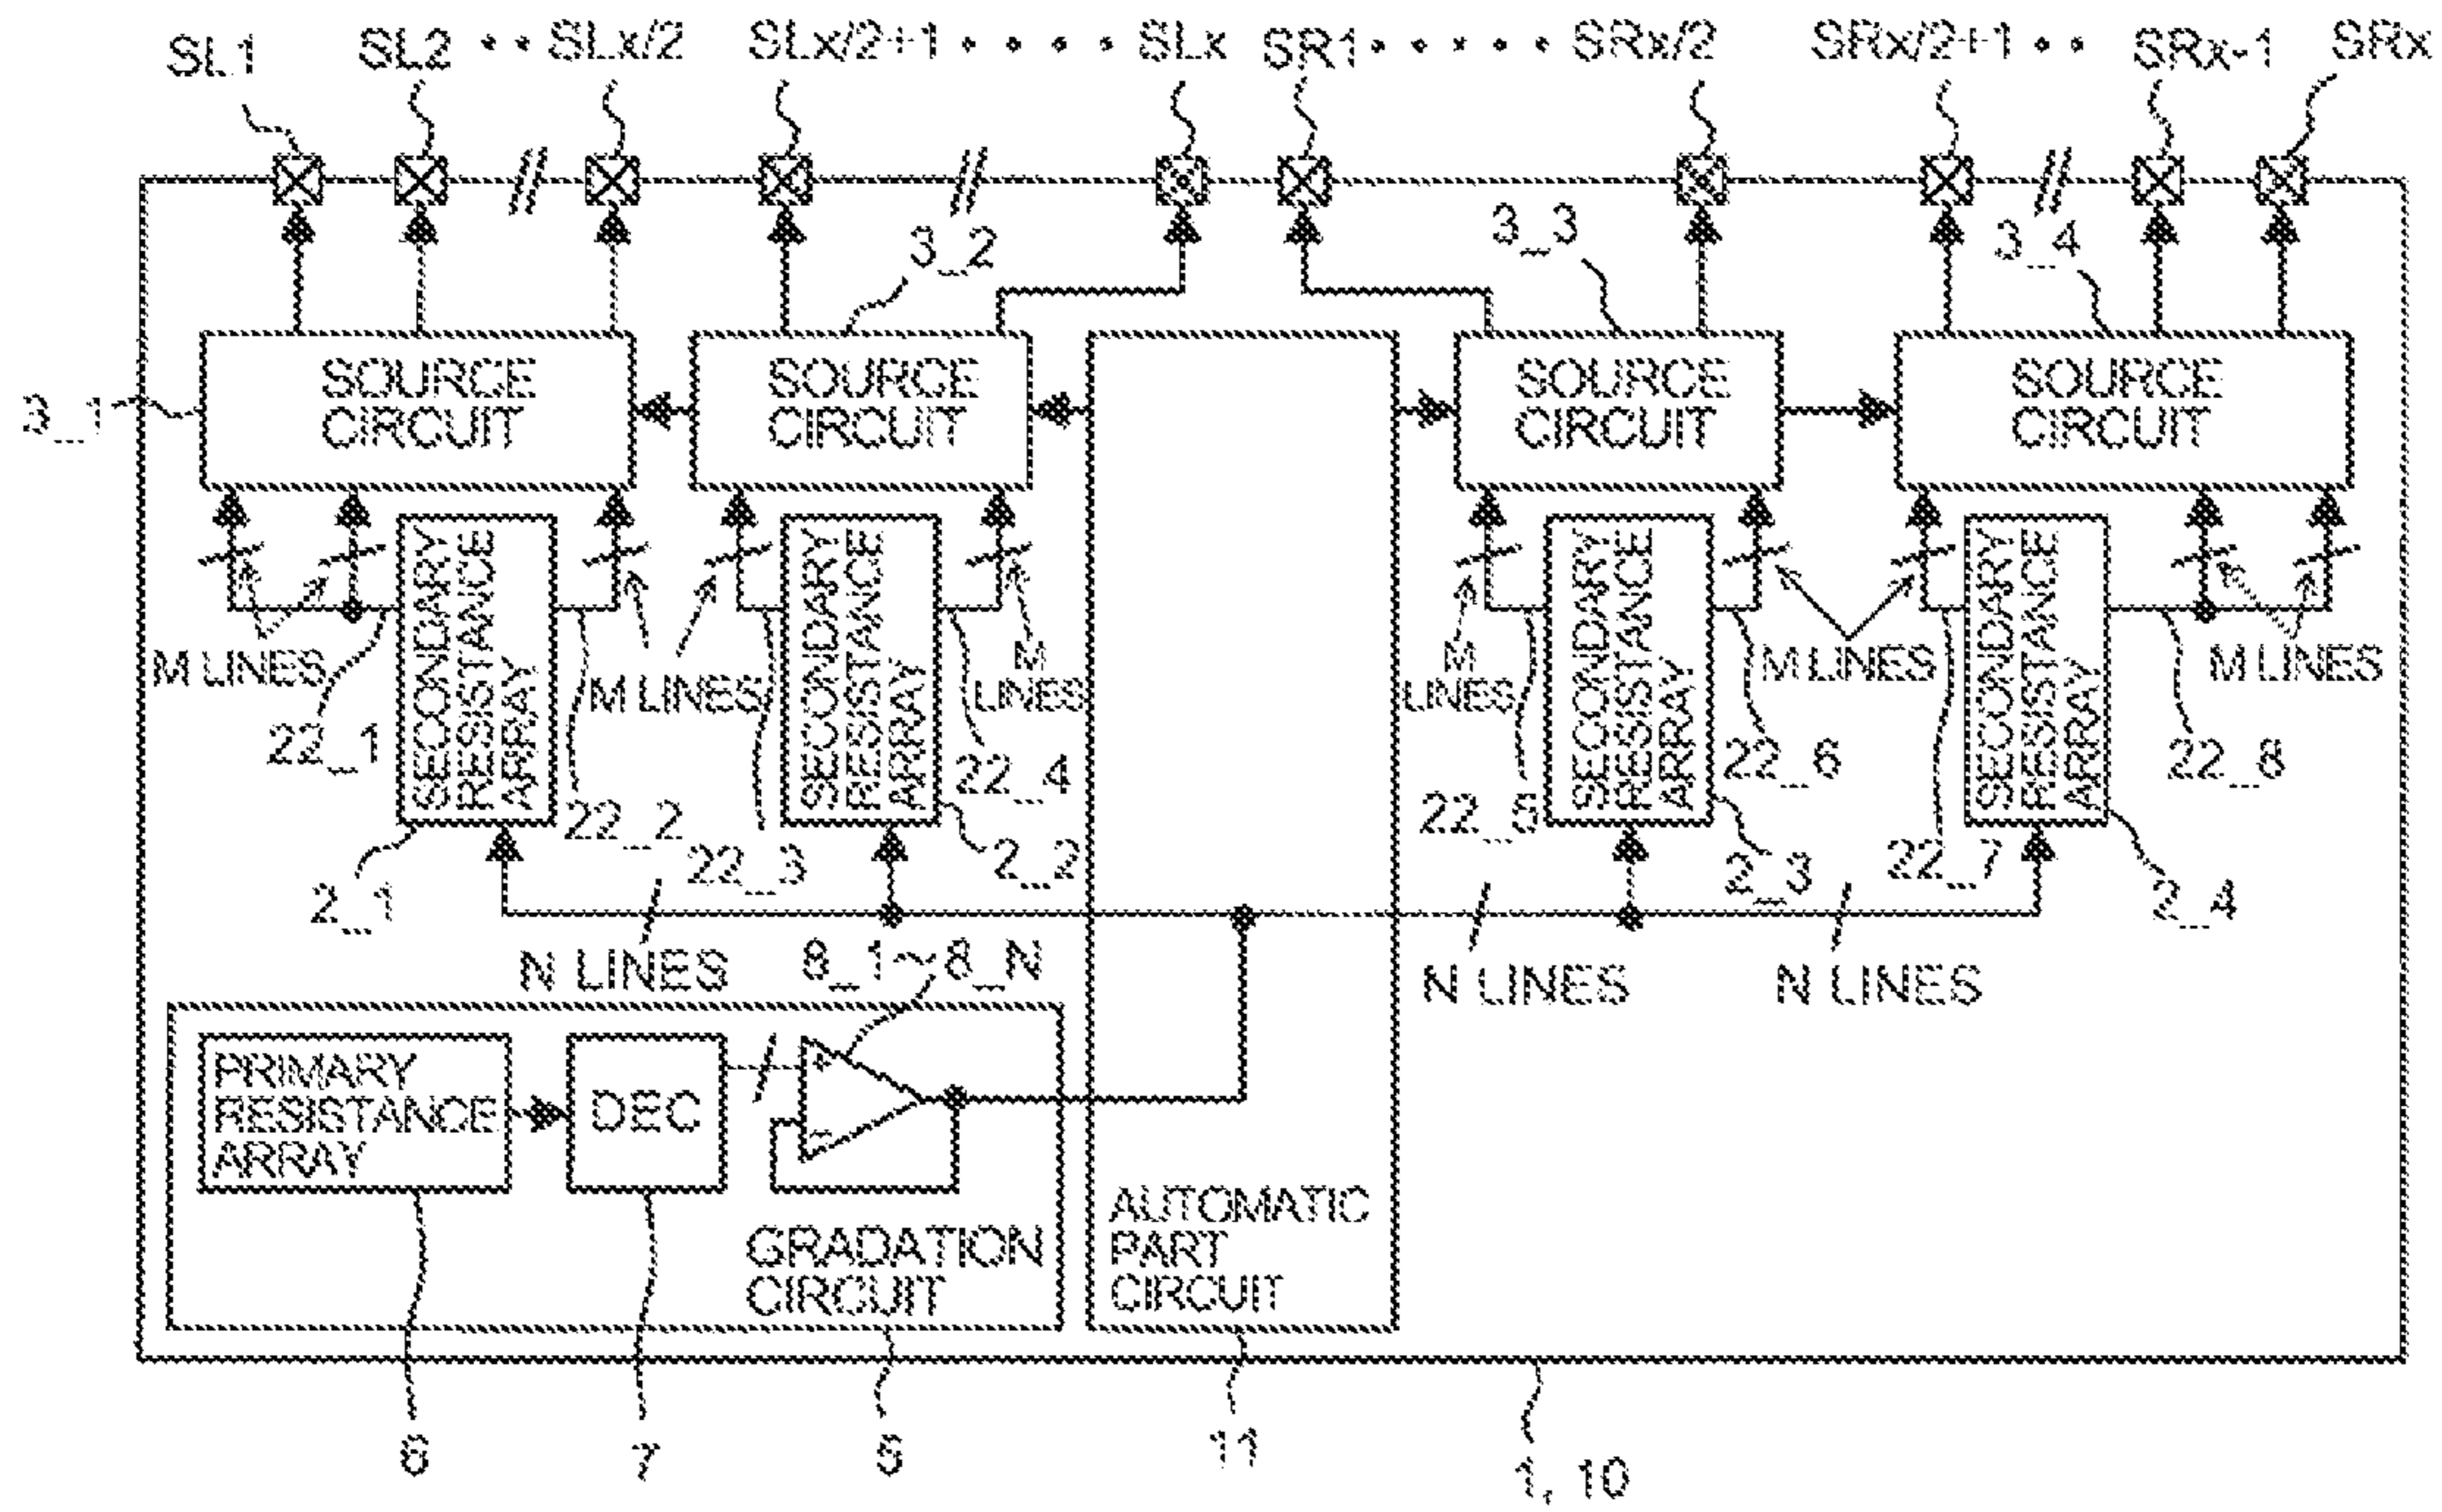 SL1 SL2 •• SLx/2 SLx/2+1 •••• SLx SR1 ••••• SRx/2 SRx/2+1 •• SRx-1 SRx
3_2 3_3 3_4
SOURCE
CIRCUIT
SOURCE
CIRCUIT
SOURCE
CIRCUIT
SOURCE
CIRCUIT
3_1
SECONDARY
RESISTANCE
ARRAY
SECONDARY
RESISTANCE
ARRAY
SECONDARY
RESISTANCE
ARRAY
SECONDARY
RESISTANCE
ARRAY
M LINES
M LINES
M
LINES
M
LINES
M LINES
M LINES
22_1 22_2 22_3 22_4 22_5 22_6 22_7 22_8
2_1 2_2 2_3 2_4
N LINES
8_1~8_N
N LINES
N LINES
PRIMARY
RESISTANCE
ARRAY
DEC
+
−
GRADATION
CIRCUIT
AUTOMATIC
PART
CIRCUIT
6 7 5 11 1, 10